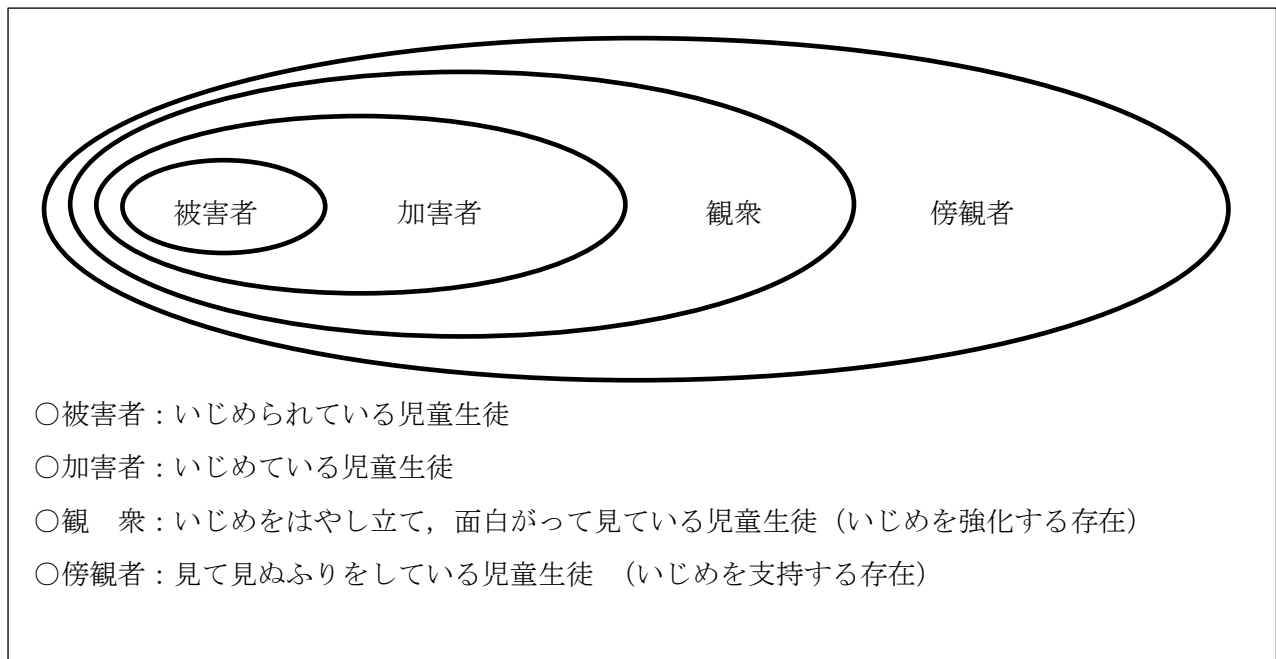 被害者 加害者 観衆 傍観者
○被害者：いじめられている児童生徒
○加害者：いじめている児童生徒
○観　衆：いじめをはやし立て，面白がって見ている児童生徒（いじめを強化する存在）
○傍観者：見て見ぬふりをしている児童生徒　（いじめを支持する存在）